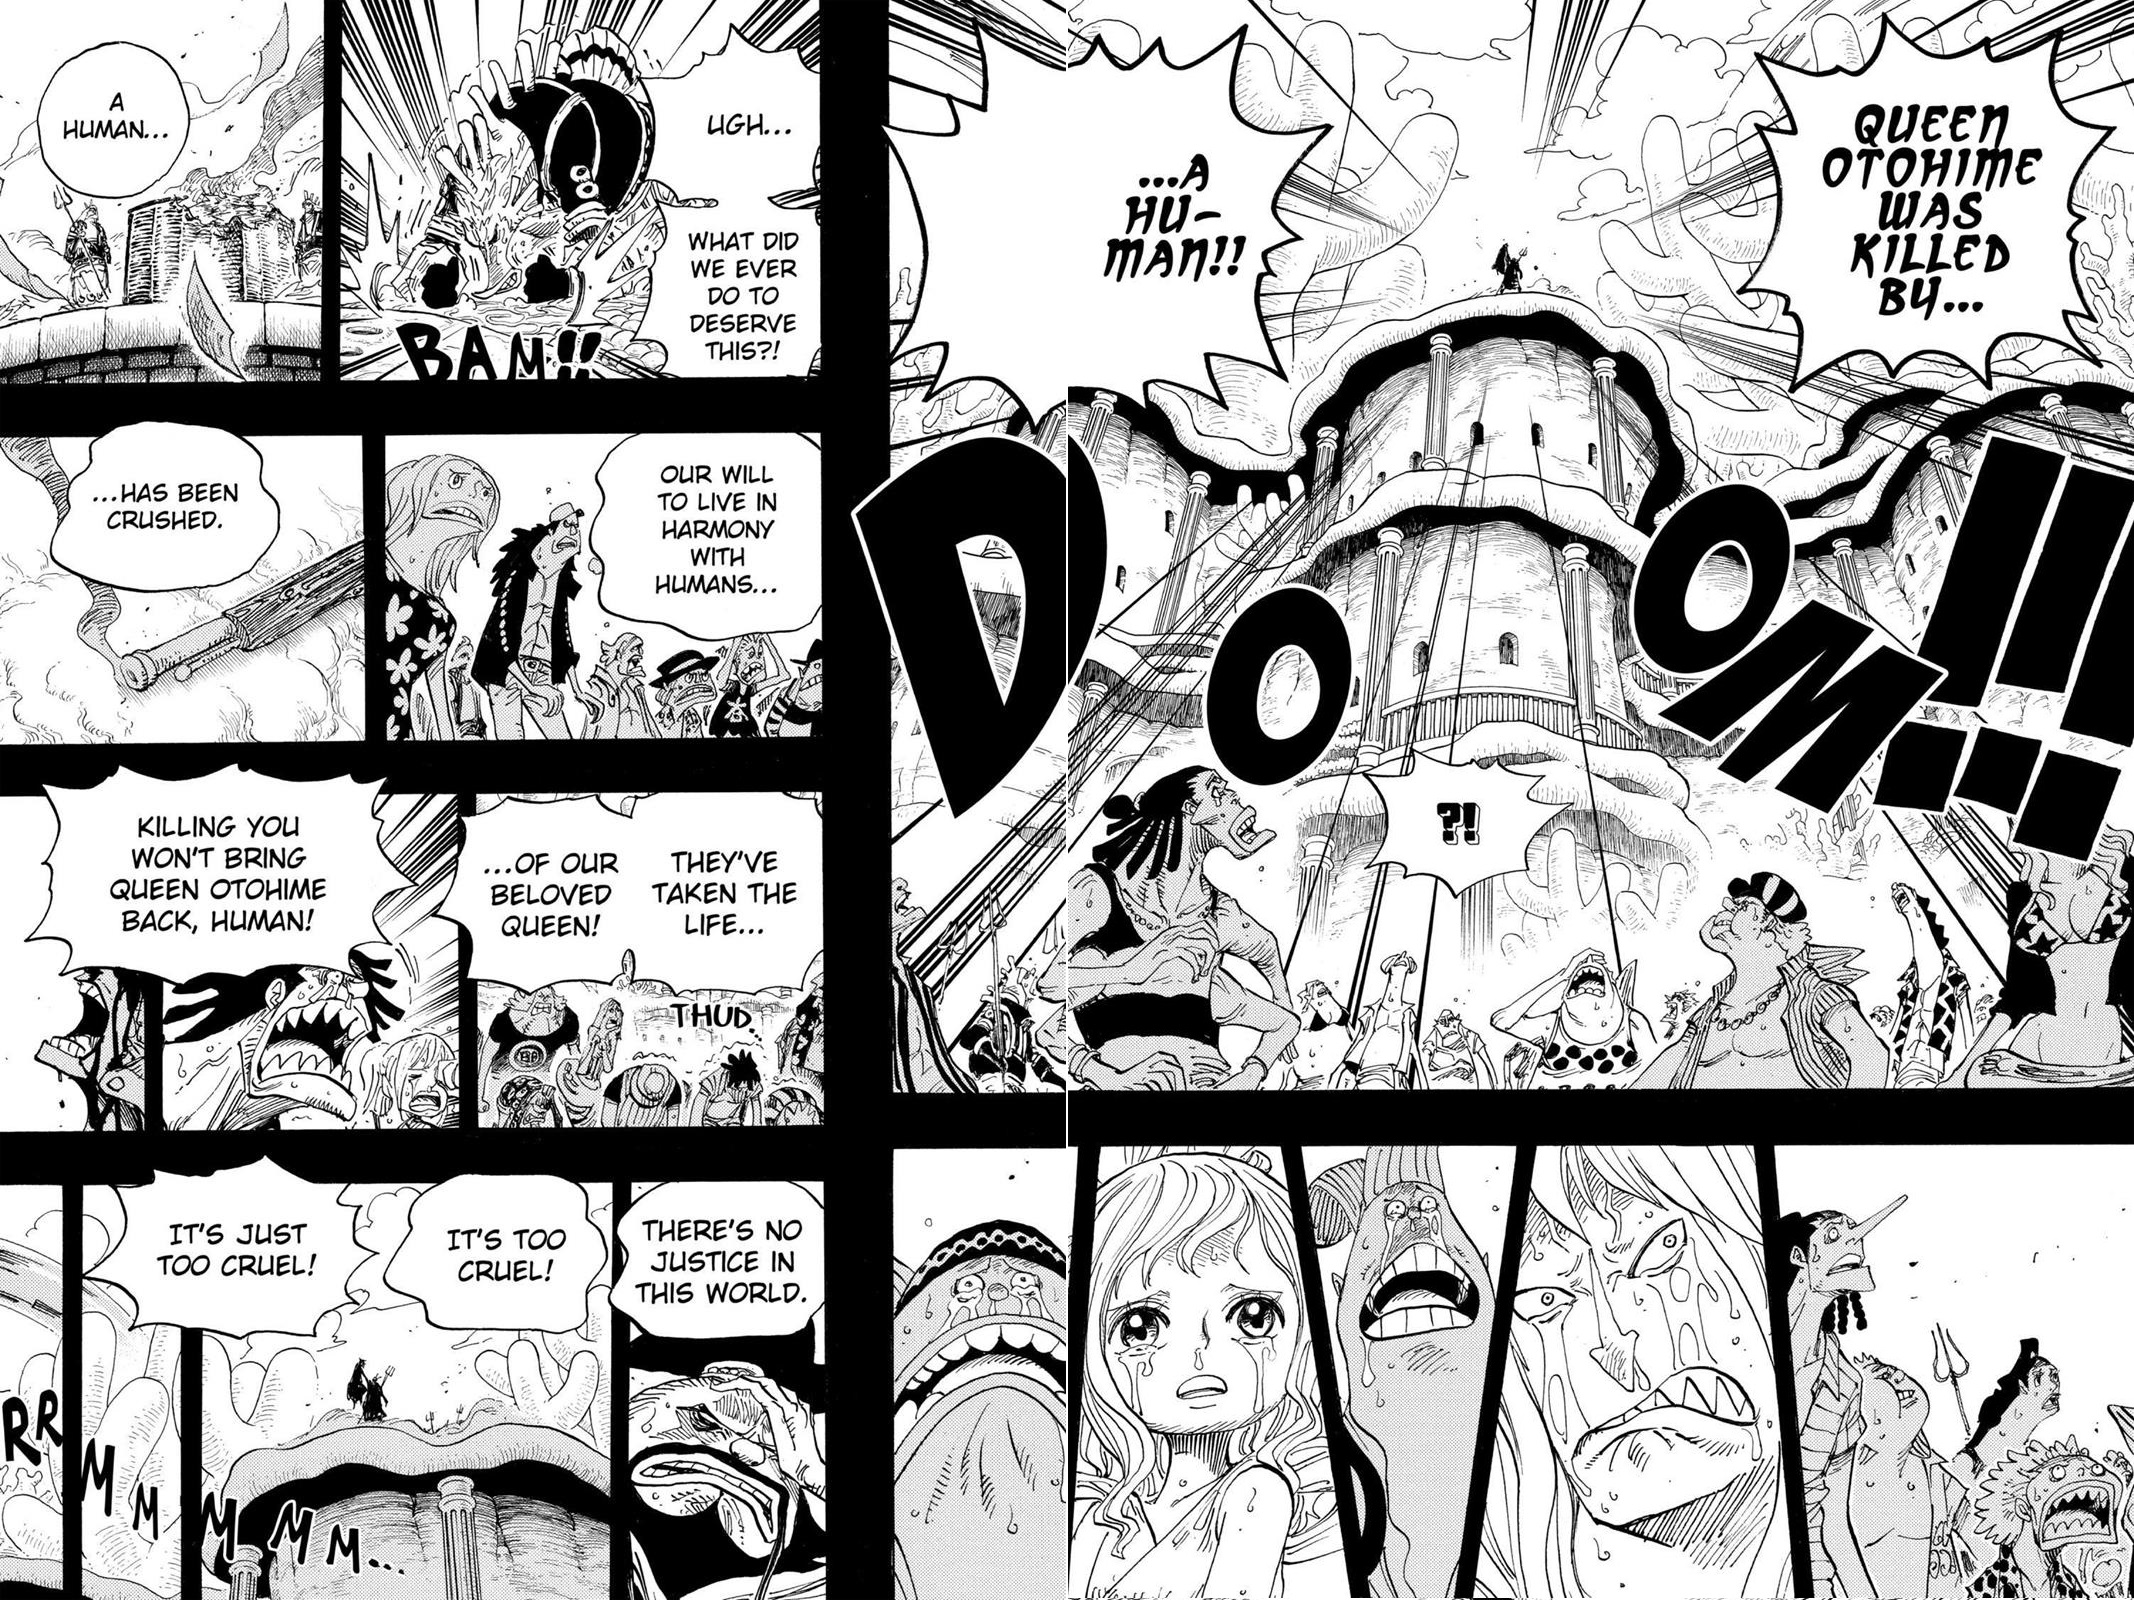 QUEEN
OTOHIME
WAS
KILLED
BY...
...A
HU-
MAN!!
DOOM...!!
?!
UGH...
WHAT DID
WE EVER
DO TO
DESERVE
THIS?!
BAM!!
A
HUMAN...
OUR WILL
TO LIVE IN
HARMONY
WITH
HUMANS...
...HAS BEEN
CRUSHED.
THEY'VE
TAKEN THE
LIFE...
...OF OUR
BELOVED
QUEEN!
THUD.
KILLING YOU
WON'T BRING
QUEEN OTOHIME
BACK, HUMAN!
THERE'S NO
JUSTICE IN
THIS WORLD.
IT'S TOO
CRUEL!
IT'S JUST
TOO CRUEL!
RRMMMMM...